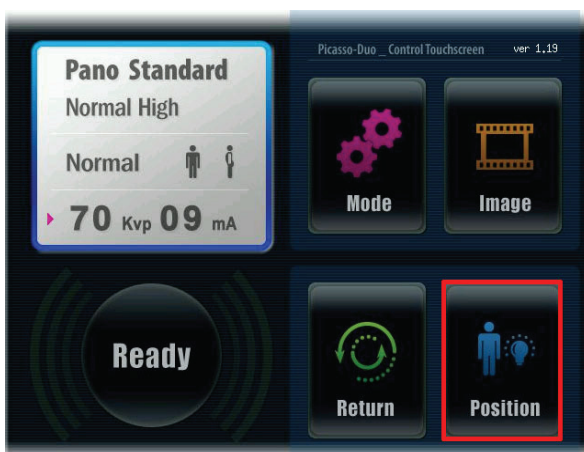 Pano Standard
Normal High
Normal
70 Kvp 09 mA
Picasso-Duo _ Control Touchscreen ver 1.19
Mode
Image
Ready
Return
Position